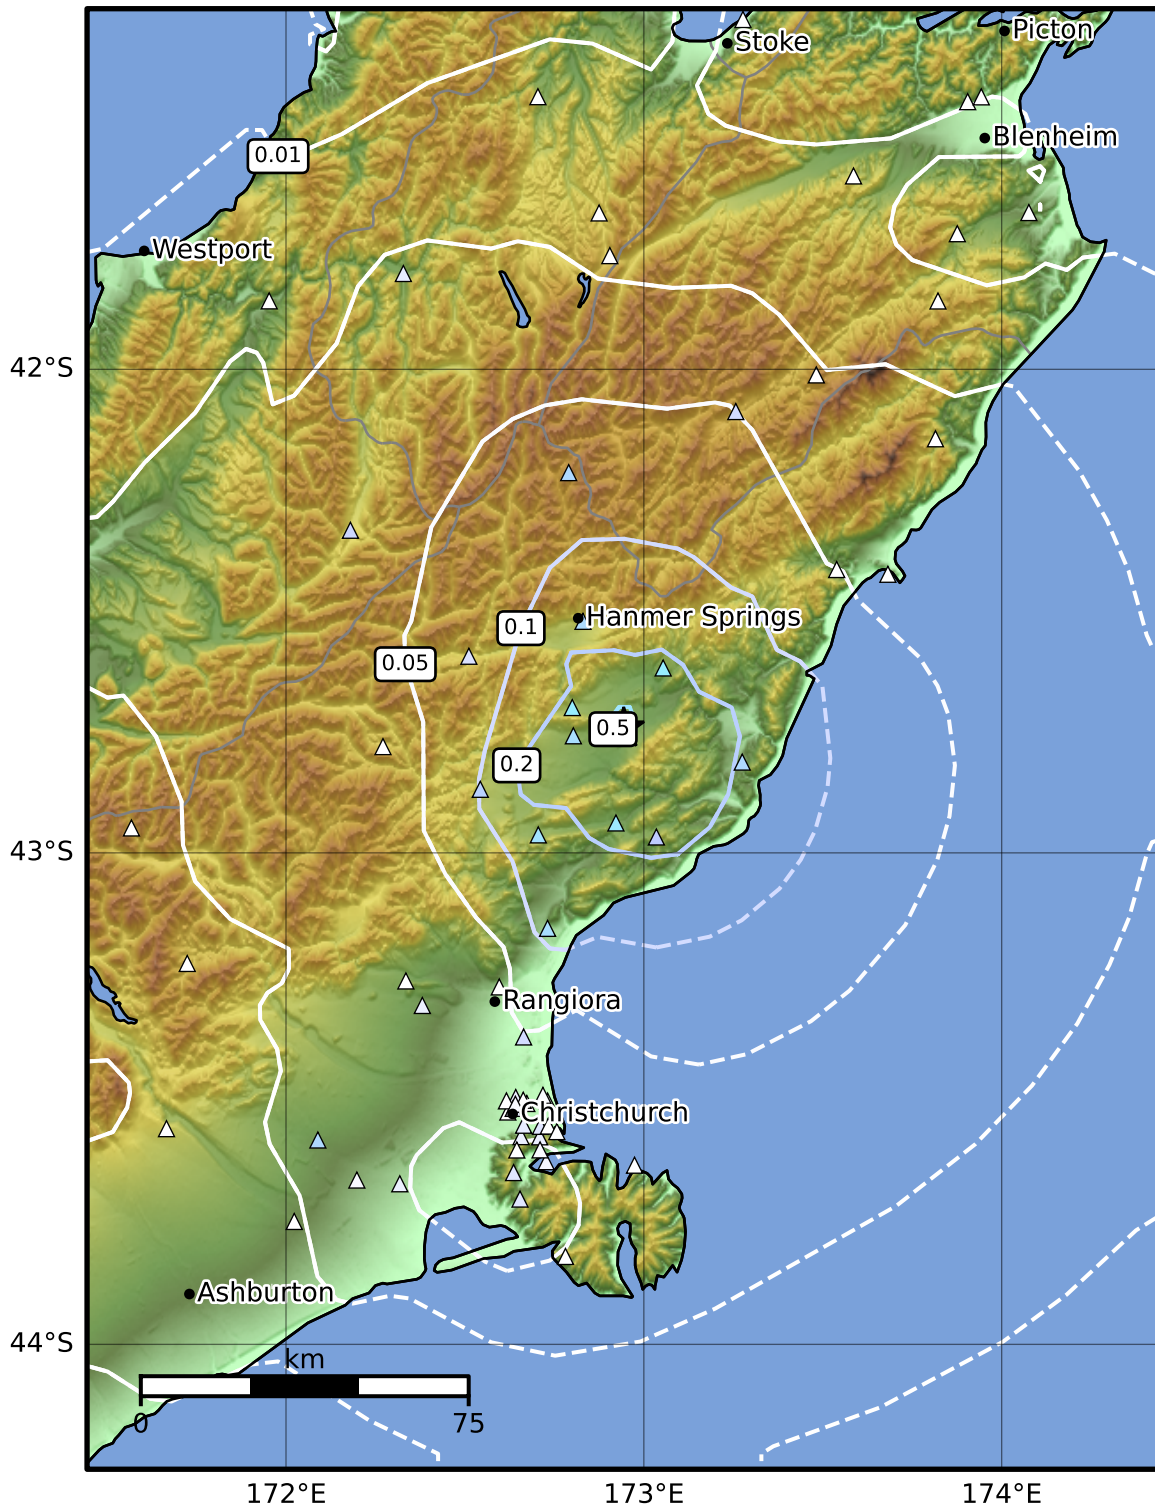 Stoke
Picton
Blenheim
0.01
Westport
42°S
Hanmer Springs
0.1
0.05
0.5
0.2
43°S
Rangiora
Christchurch
Ashburton
44°S
km
0 75
172°E 173°E 174°E